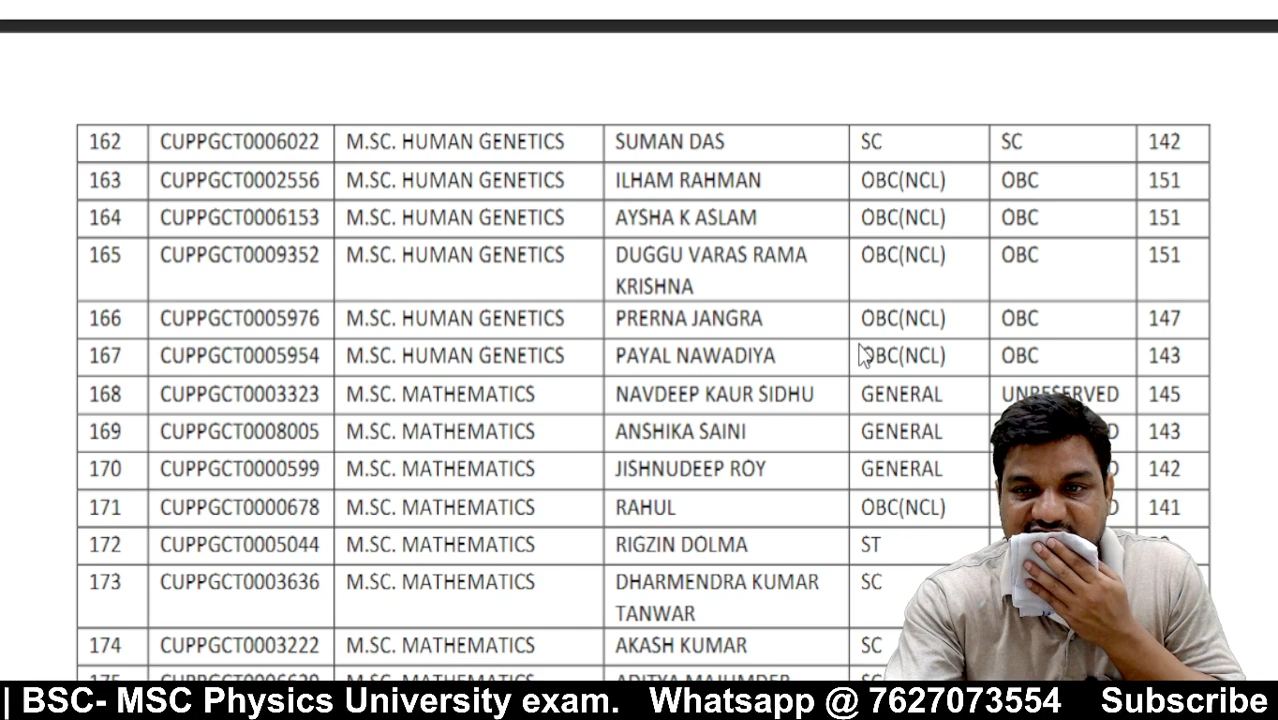 162 CUPPGCT0006022 M.SC. HUMAN GENETICS SUMAN DAS SC SC 142
163 CUPPGCT0002556 M.SC. HUMAN GENETICS ILHAM RAHMAN OBC(NCL) OBC 151
164 CUPPGCT0006153 M.SC. HUMAN GENETICS AYSHA K ASLAM OBC(NCL) OBC 151
165 CUPPGCT0009352 M.SC. HUMAN GENETICS DUGGU VARAS RAMA OBC(NCL) OBC 151
KRISHNA
166 CUPPGCT0005976 M.SC. HUMAN GENETICS PRERNA JANGRA OBC(NCL) OBC 147
167 CUPPGCT0005954 M.SC. HUMAN GENETICS PAYAL NAWADIYA OBC(NCL) OBC 143
168 CUPPGCT0003323 M.SC. MATHEMATICS NAVDEEP KAUR SIDHU GENERAL UNRESERVED 145
169 CUPPGCT0008005 M.SC. MATHEMATICS ANSHIKA SAINI GENERAL 143
170 CUPPGCT0000599 M.SC. MATHEMATICS JISHNUDEEP ROY GENERAL 142
171 CUPPGCT0000678 M.SC. MATHEMATICS RAHUL OBC(NCL) 141
172 CUPPGCT0005044 M.SC. MATHEMATICS RIGZIN DOLMA ST
173 CUPPGCT0003636 M.SC. MATHEMATICS DHARMENDRA KUMAR SC
TANWAR
174 CUPPGCT0003222 M.SC. MATHEMATICS AKASH KUMAR SC
| BSC- MSC Physics University exam. Whatsapp @ 7627073554 Subscribe